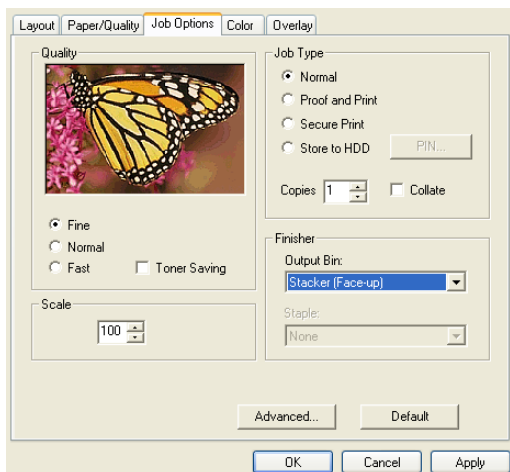 Layout Paper/Quality Job Options Color Overlay
Quality
Fine
Normal
Fast Toner Saving
Scale
100
Job Type
Normal
Proof and Print
Secure Print
Store to HDD PIN...
Copies 1 Collate
Finisher
Output Bin:
Stacker (Face-up)
Staple:
None
Advanced... Default
OK Cancel Apply